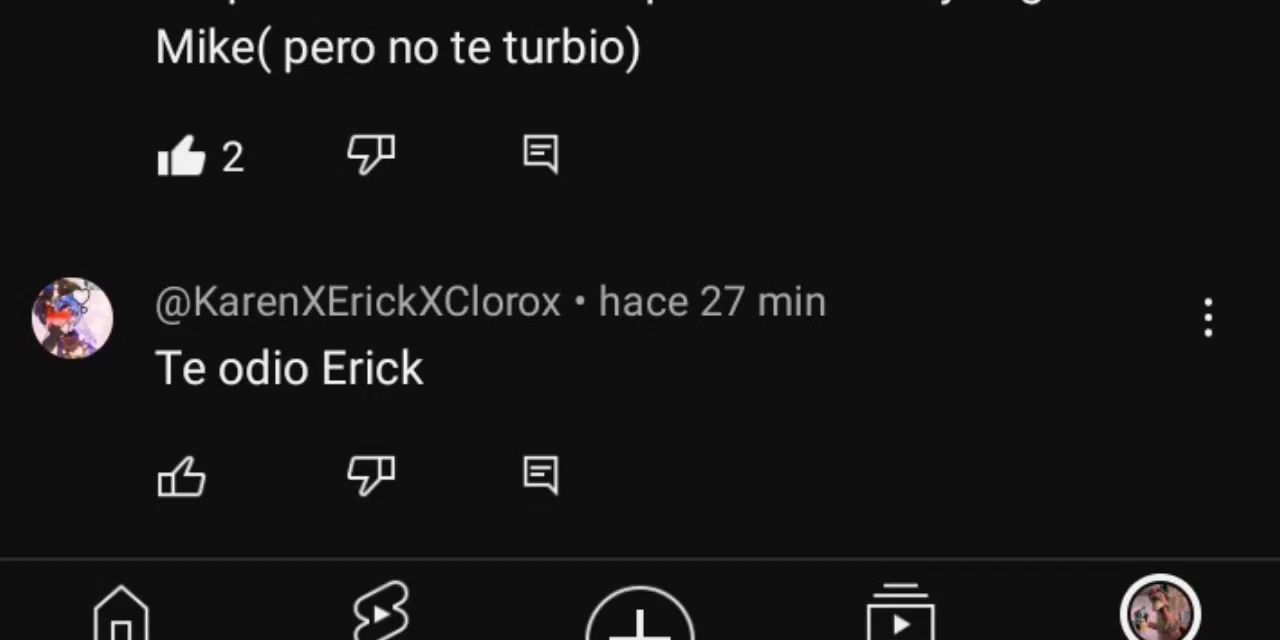 Mike( pero no te turbio)
2
@KarenXErickXClorox • hace 27 min
Te odio Erick